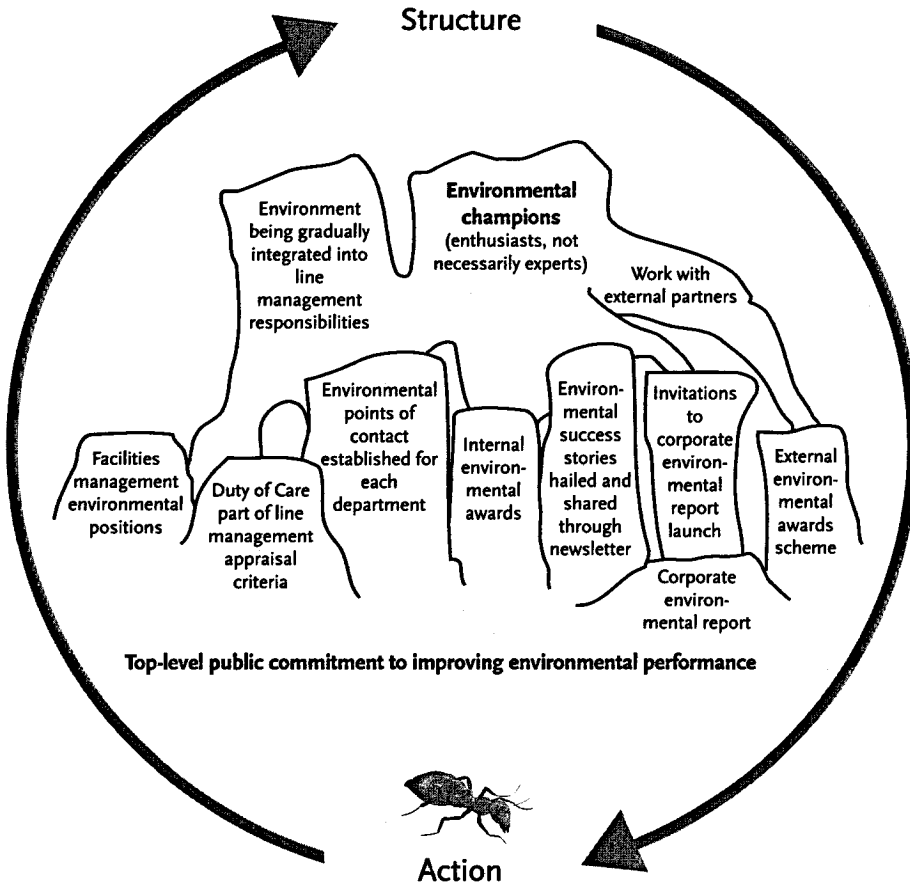 Structure
Environment
being gradually
integrated into
line
management
responsibilities
Environmental
champions
(enthusiasts, not
necessarily experts)
Work with
external partners
Facilities
management
environmental
positions
Duty of Care
part of line
management
appraisal
criteria
Environmental
points of
contact
established for
each
department
Internal
environ-
mental
awards
Environ-
mental
success
stories
hailed and
shared
through
newsletter
Invitations
to
corporate
environ-
mental
report
launch
External
environ-
mental
awards
scheme
Corporate
environ-
mental report
Top-level public commitment to improving environmental performance
Action